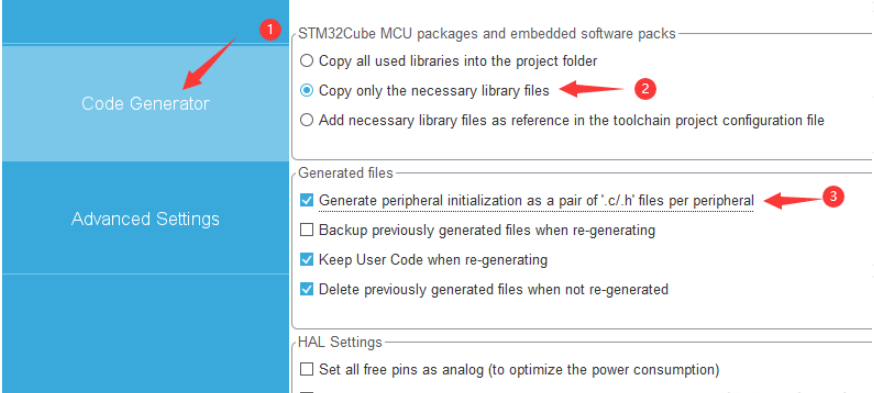 1
STM32Cube MCU packages and embedded software packs
Copy all used libraries into the project folder
Code Generator
Copy only the necessary library files
2
Add necessary library files as reference in the toolchain project configuration file
Generated files
Generate peripheral initialization as a pair of '.c/.h' files per peripheral
3
Advanced Settings
Backup previously generated files when re-generating
Keep User Code when re-generating
Delete previously generated files when not re-generated
HAL Settings
Set all free pins as analog (to optimize the power consumption)